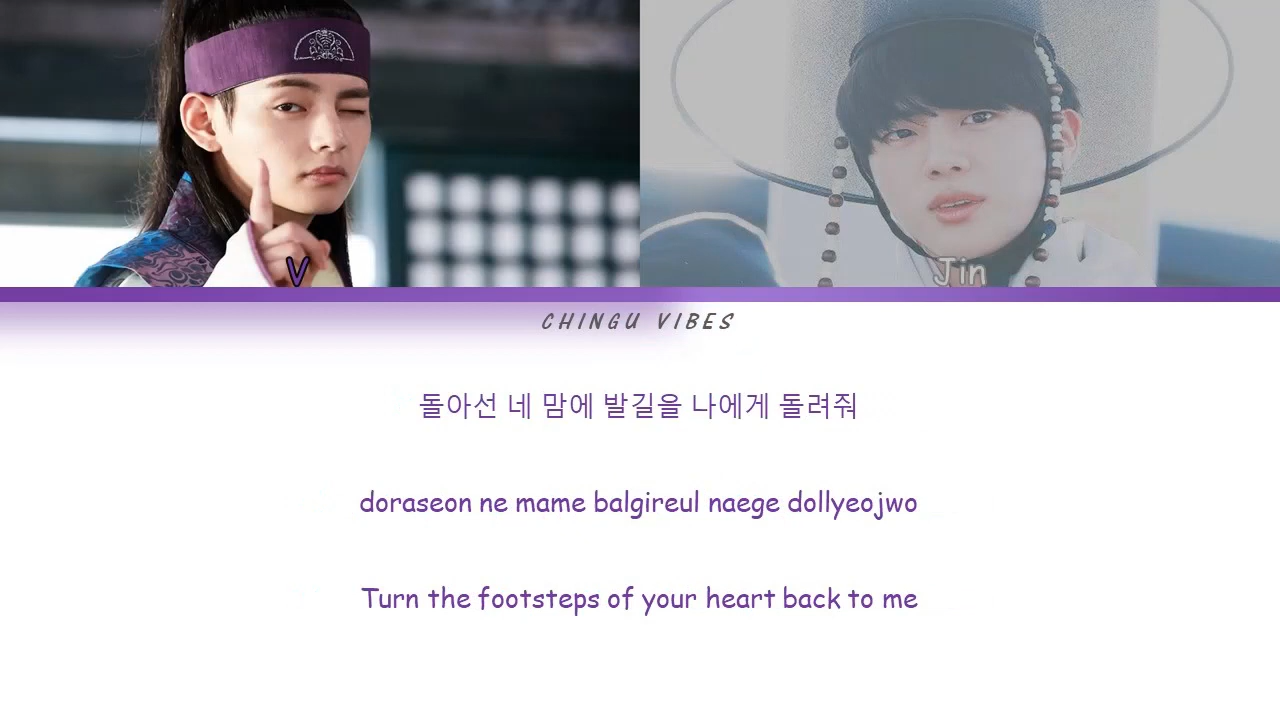 V
Jin
CHINGU VIBES
돌아선 네 맘에 발길을 나에게 돌려줘
doraseon ne mame balgireul naege dollyeojwo
Turn the footsteps of your heart back to me